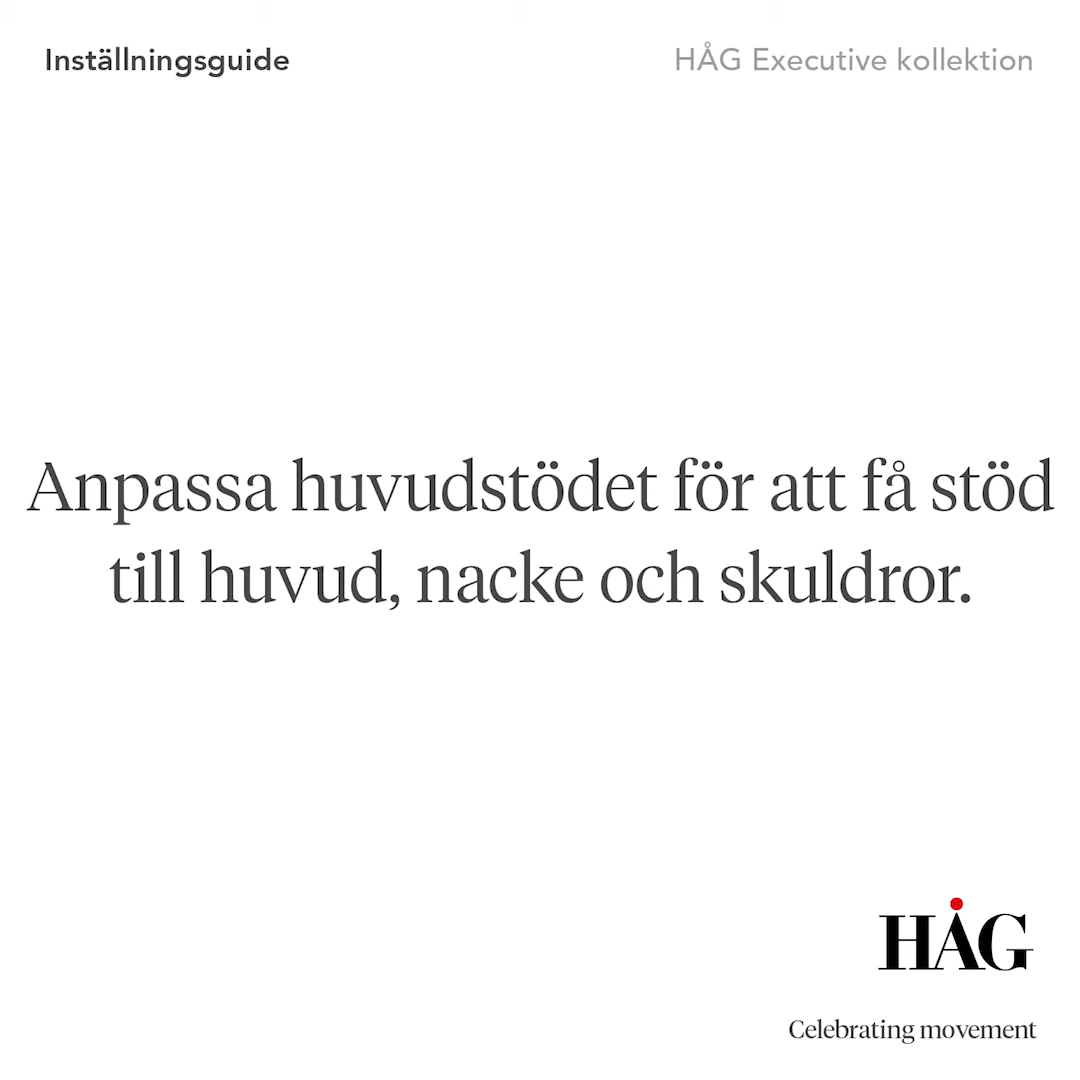 Inställningsguide
HÅG Executive kollektion
Anpassa huvudstödet för att få stöd
till huvud, nacke och skuldror.
HÅG
Celebrating movement